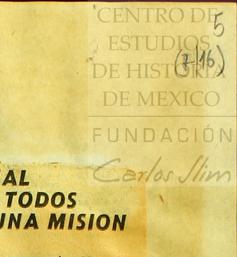 CENTRO DE
ESTUDIOS
DE HISTORIA
DE MEXICO
FUNDACIÓN
Carlos Slim
5
(7-16)
AL
TODOS
UNA MISION